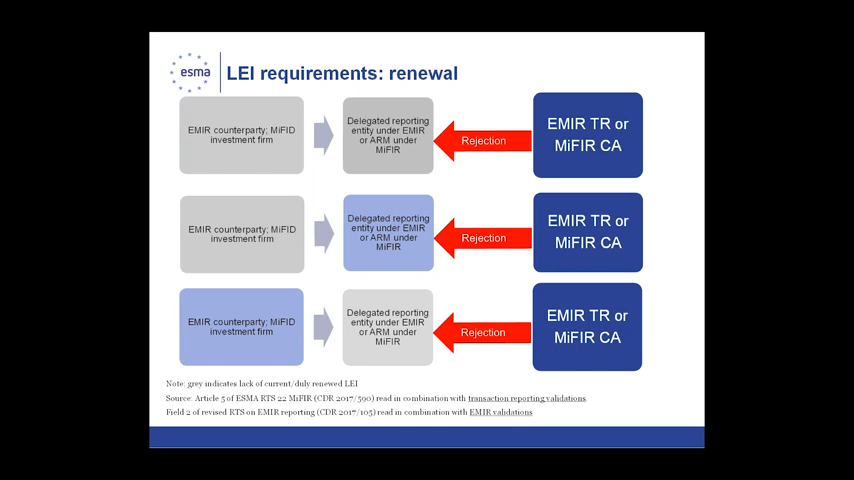 esma
LEI requirements: renewal
EMIR counterparty; MiFID
investment firm
Delegated reporting
entity under EMIR
or ARM under
MiFIR
Rejection
EMIR TR or
MiFIR CA
EMIR counterparty; MiFID
investment firm
Delegated reporting
entity under EMIR
or ARM under
MiFIR
Rejection
EMIR TR or
MiFIR CA
EMIR counterparty; MiFID
investment firm
Delegated reporting
entity under EMIR
or ARM under
MiFIR
Rejection
EMIR TR or
MiFIR CA
Note: grey indicates lack of current/duly renewed LEI
Source: Article 5 of ESMA RTS 22 MiFIR (CDR 2017/590) read in combination with transaction reporting validations.
Field 2 of revised RTS on EMIR reporting (CDR 2017/105) read in combination with EMIR validations